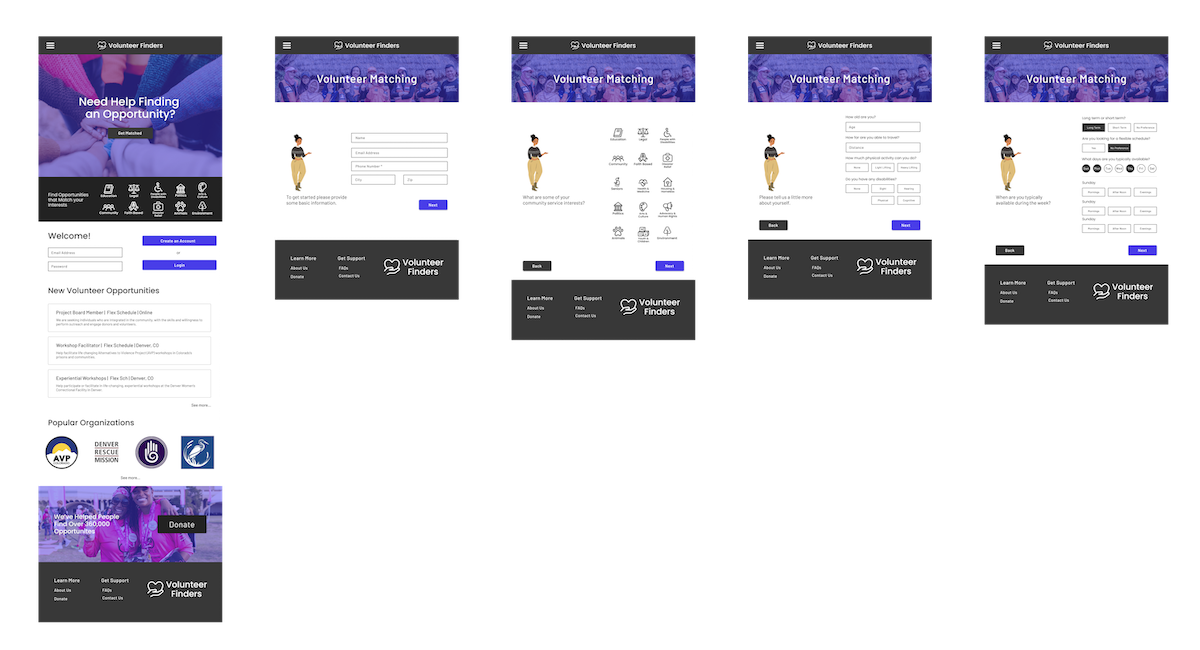 Volunteer Finders
Need Help Finding
an Opportunity?
Get Matched
Find Opportunities
that Match your
Interests
Education
Legal
People with
Disabilities
Politics
Arts &
Culture
Community
Faith-Based
Disaster
Relief
Animals
Environment
Welcome!
Email Address
Password
Create an Account
or
Login
New Volunteer Opportunities
Project Board Member | Flex Schedule | Online
We are seeking individuals who are integrated in the community, with the skills and willingness to
perform outreach and engage donors and volunteers.
Workshop Facilitator | Flex Schedule | Denver, CO
Help facilitate life-changing Alternatives to Violence Project (AVP) workshops in Colorado's
prisons and communities.
Experiential Workshops | Flex Sch | Denver, CO
Help participate or facilitate in life-changing, experiential workshops at the Denver Women's
Correctional Facility in Denver.
See more...
Popular Organizations
AVP
DENVER
RESCUE
MISSION
See more...
We've Helped People
Find Over 360,000
Opportunites
Donate
Learn More
About Us
Donate
Get Support
FAQs
Contact Us
Volunteer
Finders
Volunteer Finders
Volunteer Matching
To get started please provide
some basic information.
Name
Email Address
Phone Number *
City
Zip
Next
Learn More
About Us
Donate
Get Support
FAQs
Contact Us
Volunteer
Finders
Volunteer Finders
Volunteer Matching
What are some of your
community service interests?
Education
Legal
People with
Disabilities
Community
Faith-Based
Disaster
Relief
Seniors
Health &
Medicine
Housing &
Homeless
Politics
Arts &
Culture
Advocacy &
Human Rights
Animals
Youth &
Children
Environment
Back
Next
Learn More
About Us
Donate
Get Support
FAQs
Contact Us
Volunteer
Finders
Volunteer Finders
Volunteer Matching
Please tell us a little more
about yourself.
How old are you?
Age
How far are you able to travel?
Distance
How much physical activity can you do?
Light Lifting
Heavy Lifting
Do you have any disabilities?
None
Sight
Hearing
Physical
Cognitive
Back
Next
Learn More
About Us
Donate
Get Support
FAQs
Contact Us
Volunteer
Finders
Volunteer Finders
Volunteer Matching
When are you typically
available during the week?
Long term or short term?
Long Term
Short Term
No Preference
Are you looking for a flexible schedule?
Yes
No Preference
What days are you typically available?
Sun
Mon
Tue
Wed
Thu
Fri
Sat
Sunday
Mornings
After Noon
Evenings
Sunday
Mornings
After Noon
Evenings
Sunday
Mornings
After Noon
Evenings
Back
Next
Learn More
About Us
Donate
Get Support
FAQs
Contact Us
Volunteer
Finders